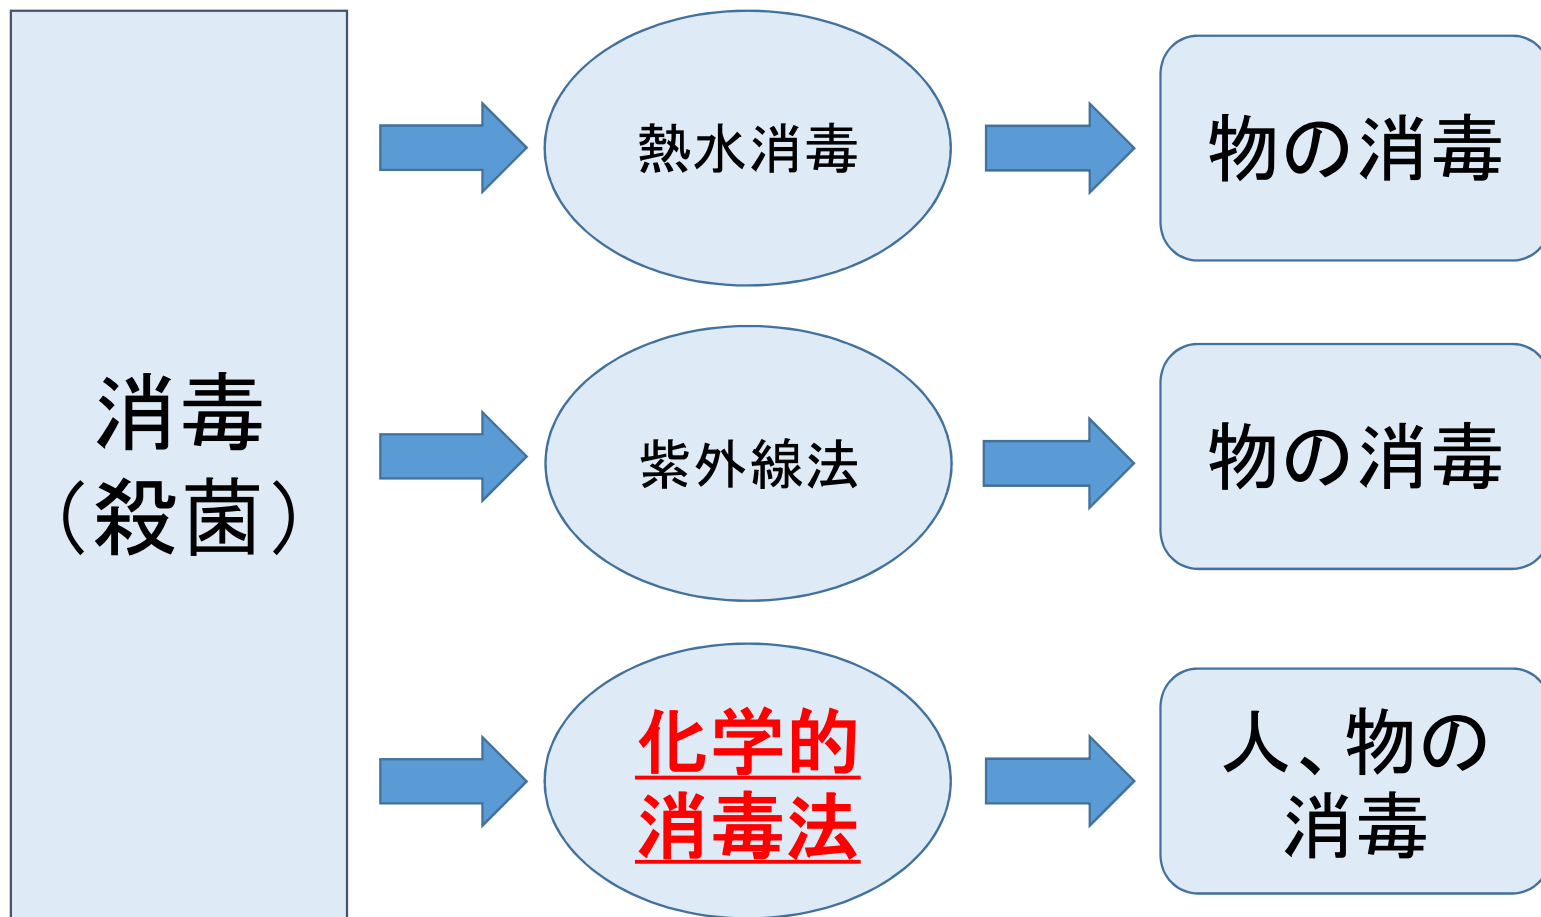 消毒
（殺菌）
熱水消毒
物の消毒
紫外線法
物の消毒
化学的
消毒法
人、物の
消毒